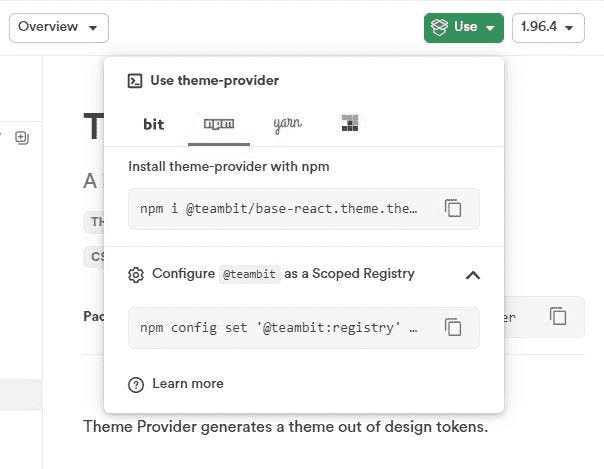 Overview
Use
1.96.4
Use theme-provider
T
bit
npm
yarn
A
Install theme-provider with npm
npm i @teambit/base-react.theme.the…
TH
CS
Configure @teambit as a Scoped Registry
Pac
npm config set '@teambit:registry' …
er
Learn more
Theme Provider generates a theme out of design tokens.